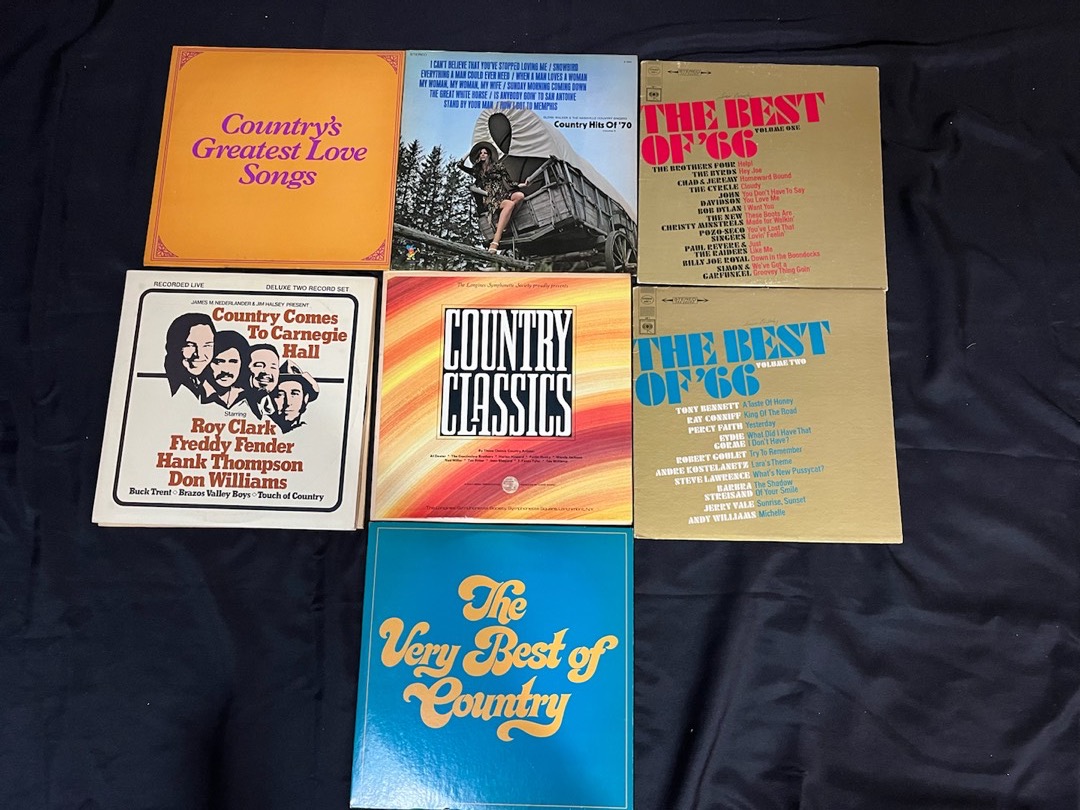 Country's
Greatest Love
Songs
STEREO
I CAN'T BELIEVE THAT YOU'VE STOPPED LOVING ME / SNOWBIRD
EVERYTHING A MAN COULD EVER NEED / WHEN A MAN LOVES A WOMAN
MY WOMAN, MY WOMAN, MY WIFE / SUNDAY MORNING COMING DOWN
THE GREAT WHITE HORSE / IS ANYBODY GOIN' TO SAN ANTOINE
STAND BY YOUR MAN / HOW I GOT TO MEMPHIS
Country Hits Of '70
THE BEST
OF '66 VOLUME ONE
THE BROTHERS FOUR Help!
THE BYRDS Hey Joe
CHAD & JEREMY Homeward Bound
THE CYRKLE Cloudy
JOHN DAVIDSON You Don't Have To Say You Love Me
BOB DYLAN I Want You
THE NEW CHRISTY MINSTRELS These Boots Are Made for Walkin'
POZO-SECO SINGERS You've Lost That Lovin' Feelin'
PAUL REVERE & THE RAIDERS Just Like Me
BILLY JOE ROYAL Down in the Boondocks
SIMON & GARFUNKEL We've Got a Groovey Thing Goin'
RECORDED LIVE DELUXE TWO RECORD SET
JAMES M. NEDERLANDER & JIM HALSEY PRESENT
Country Comes
To Carnegie
Hall
Starring
Roy Clark
Freddy Fender
Hank Thompson
Don Williams
Buck Trent ◇ Brazos Valley Boys ◇ Touch of Country
The Longines Symphonette Society proudly presents
COUNTRY
CLASSICS
THE BEST
OF '66 VOLUME TWO
TONY BENNETT A Taste Of Honey
RAY CONNIFF King Of The Road
PERCY FAITH Yesterday
EYDIE GORME What Did I Have That I Don't Have?
ROBERT GOULET Try To Remember
ANDRE KOSTELANETZ Lara's Theme
STEVE LAWRENCE What's New Pussycat?
BARBRA STREISAND The Shadow Of Your Smile
JERRY VALE Sunrise, Sunset
ANDY WILLIAMS Michelle
The
Very Best of
Country